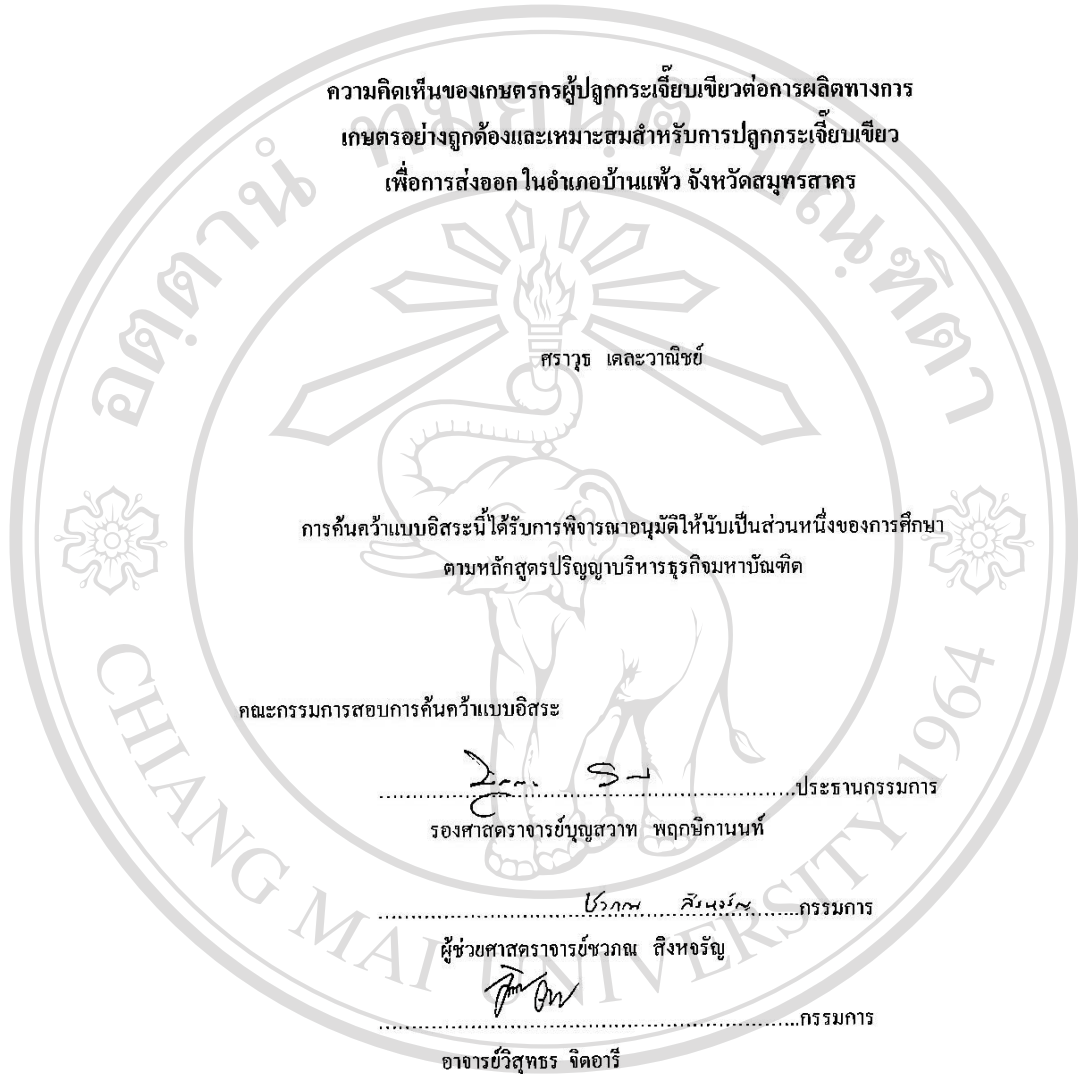 ความคิดเห็นของเกษตรกรผู้ปลูกกระเจี๊ยบเขียวต่อการผลิตทางการ
เกษตรอย่างถูกต้องและเหมาะสมสำหรับการปลูกกระเจี๊ยบเขียว
เพื่อการส่งออก ในอำเภอบ้านแพ้ว จังหวัดสมุทรสาคร
อตฺตานํ ทมยนฺติ ปณฺฑิตา
ศราวุธ เตละวาณิชย์
การค้นคว้าแบบอิสระนี้ได้รับการพิจารณาอนุมัติให้นับเป็นส่วนหนึ่งของการศึกษา
ตามหลักสูตรปริญญาบริหารธุรกิจมหาบัณฑิต
คณะกรรมการสอบการค้นคว้าแบบอิสระ
..................................................ประธานกรรมการ
รองศาสตราจารย์บุญสวาท พฤกษิกานนท์
ชวภณ สิงหจรัญ กรรมการ
ผู้ช่วยศาสตราจารย์ชวภณ สิงหจรัญ
..................................................กรรมการ
อาจารย์วิสุทธร จิตอารี
CHIANG MAI UNIVERSITY 1964